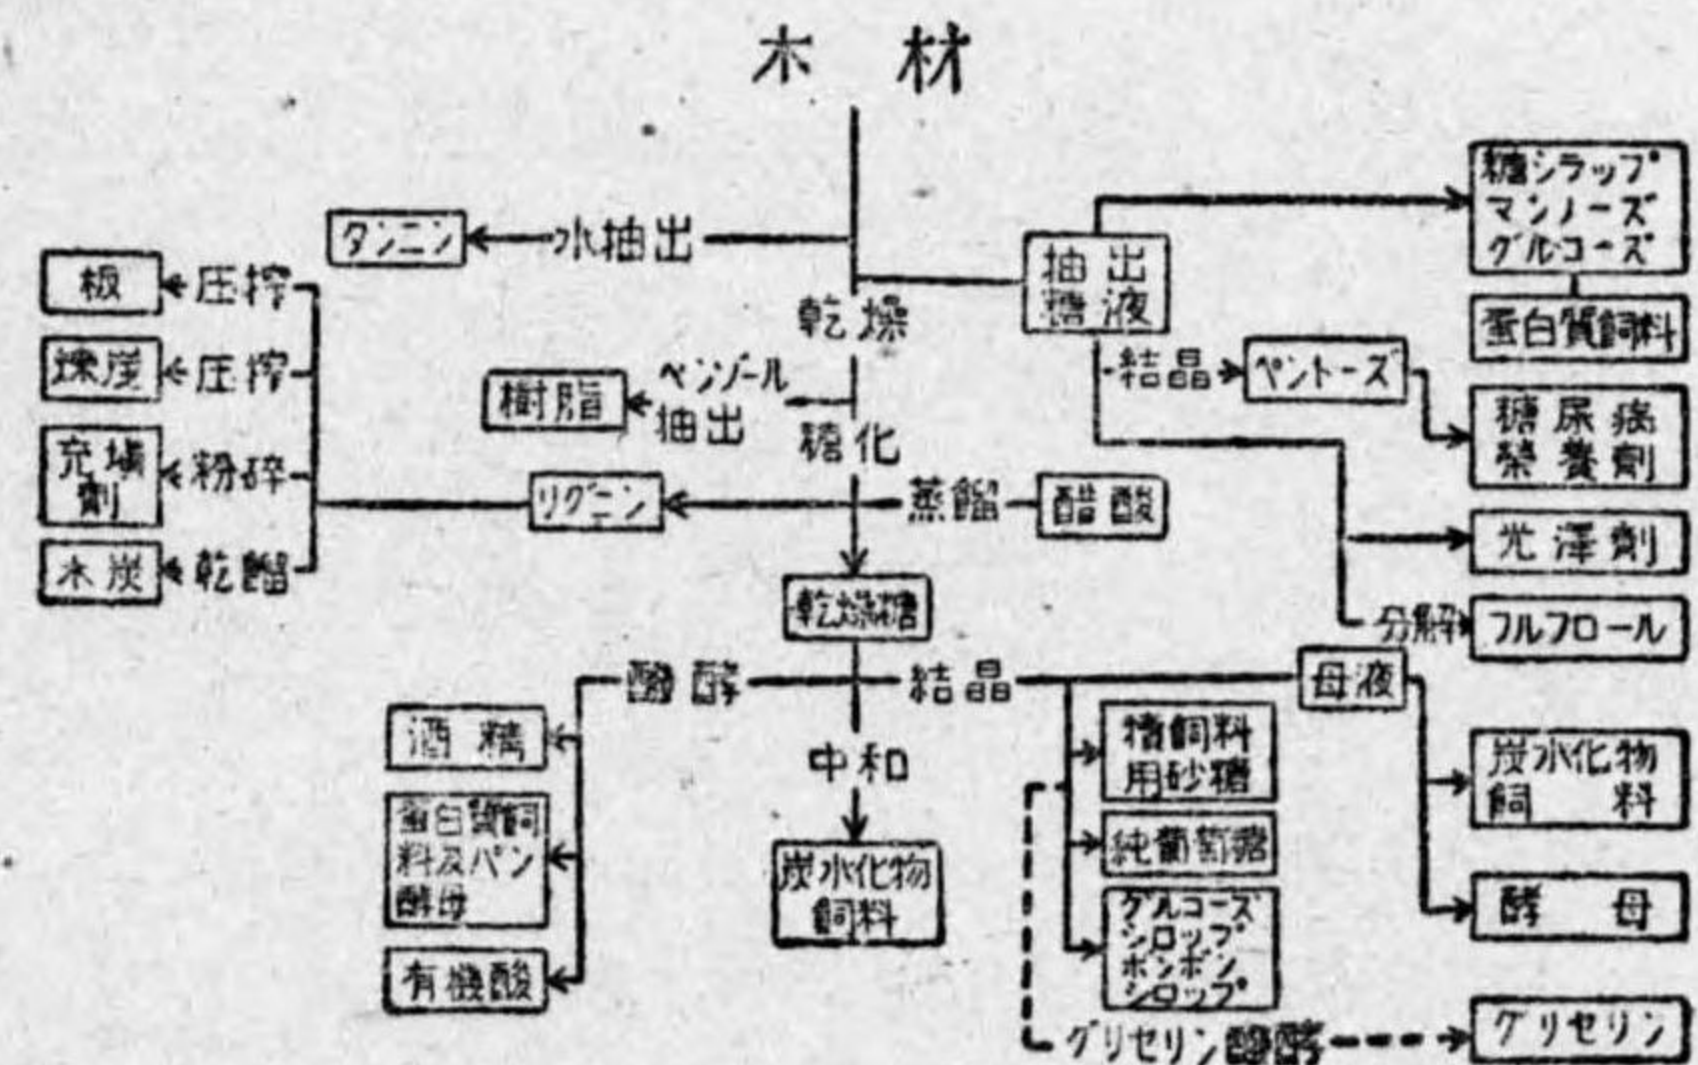 木材
タンニン
水抽出
乾燥
抽出
糖液
糖シラップ
マンノーズ
グルコーズ
蛋白質飼料
結晶
ペントーズ
糖尿病
榮養劑
光澤劑
分解
フルフロール
板
圧搾
煉炭
圧搾
充塡
劑
粉碎
木炭
乾餾
樹脂
ベンゾール
抽出
糖化
リグニン
蒸餾
醋酸
乾燥糖
醱酵
結晶
母液
中和
炭水化物
飼料
酒精
蛋白質飼
料及パン
酵母
有機酸
飼料
用砂糖
純葡萄糖
グルコーズ
シロップ
ボンボン
シロップ
炭水化物
飼料
酵母
グリセリン醱酵
グリセリン